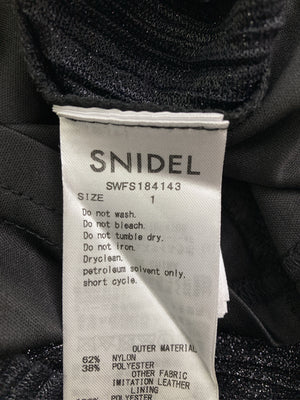 SNIDEL
SWFS184143
SIZE 1
Do not wash.
Do not bleach.
Do not tumble dry.
Do not iron.
Dryclean.
petroleum solvent only,
short cycle.
OUTER MATERIAL
62% NYLON
38% POLYESTER
OTHER FABRIC
IMITATION LEATHER
LINING
POLYESTER